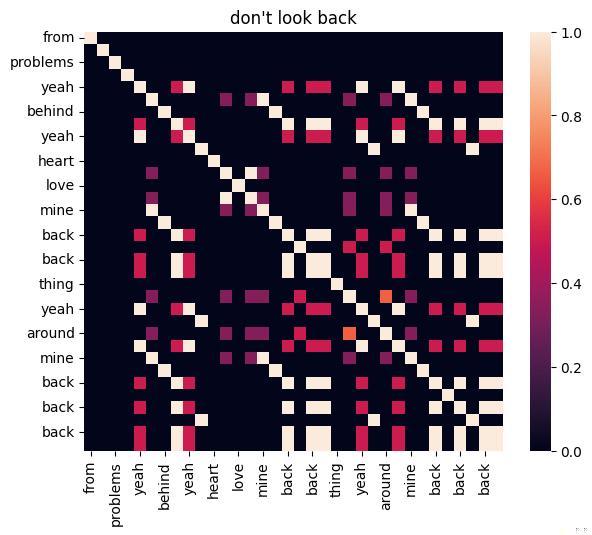 don't look back
from
problems
yeah
behind
yeah
heart
love
mine
back
back
thing
yeah
around
mine
back
back
back
1.0
0.8
0.6
0.4
0.2
0.0
from
problems
yeah
behind
yeah
heart
love
mine
back
back
thing
yeah
around
mine
back
back
back